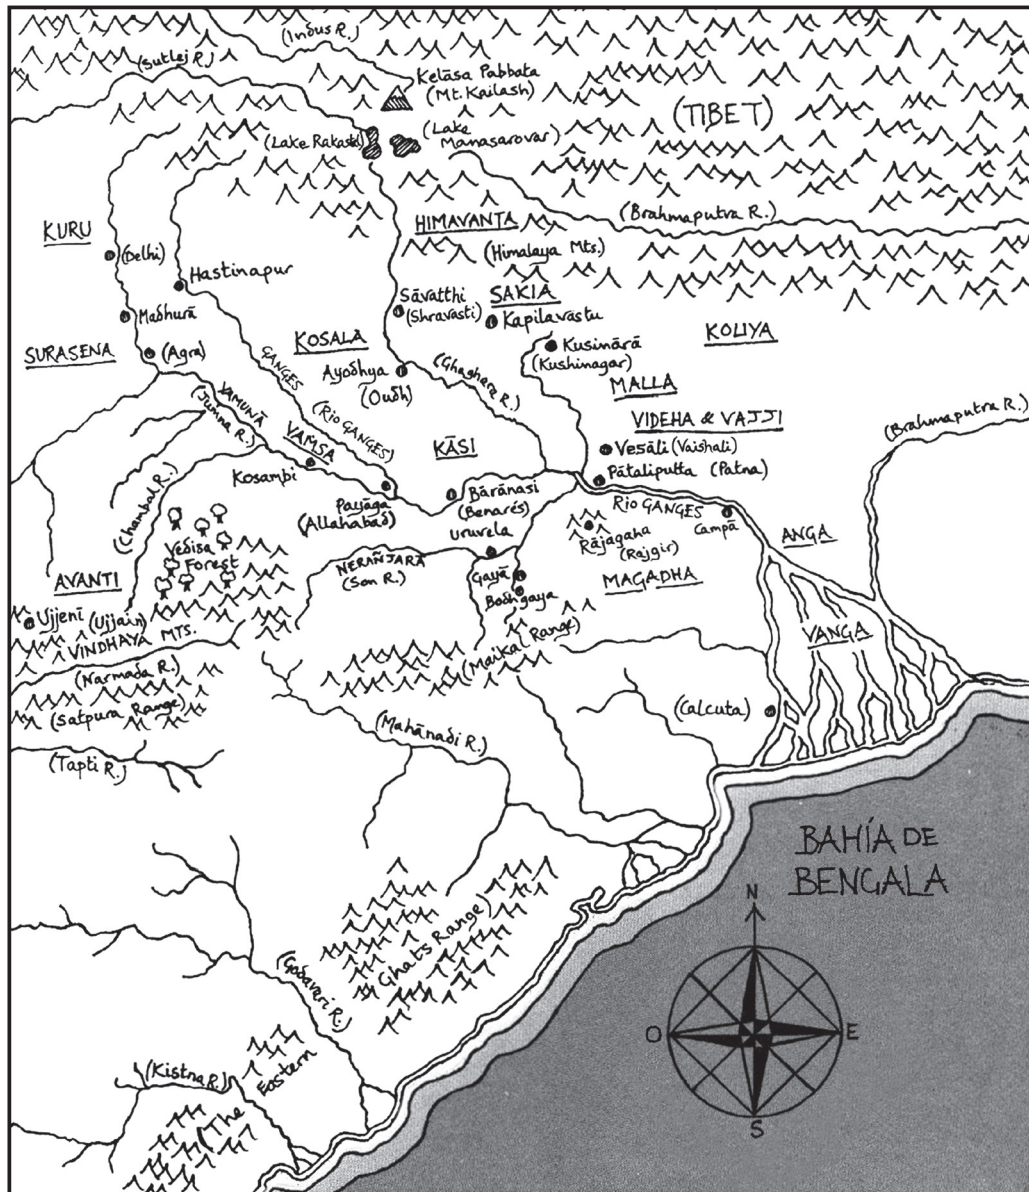 (Indus R.)
(Sutlej R.)
Kelāsa Pabbata
(Mt. Kailash)
(TIBET)
(Lake Rakastal)
(Lake
Manasarovar)
(Brahmaputra R.)
HIMAVANTA
(Himalaya Mts.)
KURU
(Delhi)
Hastinapur
SAKIĀ
Sāvatthi
(Shravasti)
Kapilavastu
Madhurā
KOLIYA
KOSALĀ
Kusinārā
(Kushinagar)
SURASENA
(Agra)
Ayodhya
(Oudh)
(Ghaghara R.)
MALLA
GANGES
(Rio GANGES)
YAMUNĀ
(Jumna R.)
VAMSA
VIDEHA & VAJJI
(Brahmaputra R.)
KĀSI
Vesāli (Vaishali)
Pātaliputta (Patna)
Kosambi
(Chambal R.)
Payāga
(Allahabad)
Bārānasi
(Benarés)
Rio GANGES
Campā
Uruvela
Rājagaha
(Rajgir)
ANGA
Vedisa
Forest
NERAÑJARĀ
(Son R.)
Gayā
Bodhgaya
MAGADHA
AVANTI
Ujjenī (Ujjain)
VINDHAYA MTS.
VANGA
(Maikal Range)
(Narmada R.)
(Satpura Range)
(Calcuta)
(Mahānadi R.)
(Tapti R.)
BAHÍA DE
BENGALA
N
O
E
S
Ghats Range)
(Godavari R.)
Eastern
(The
(Kistna R.)